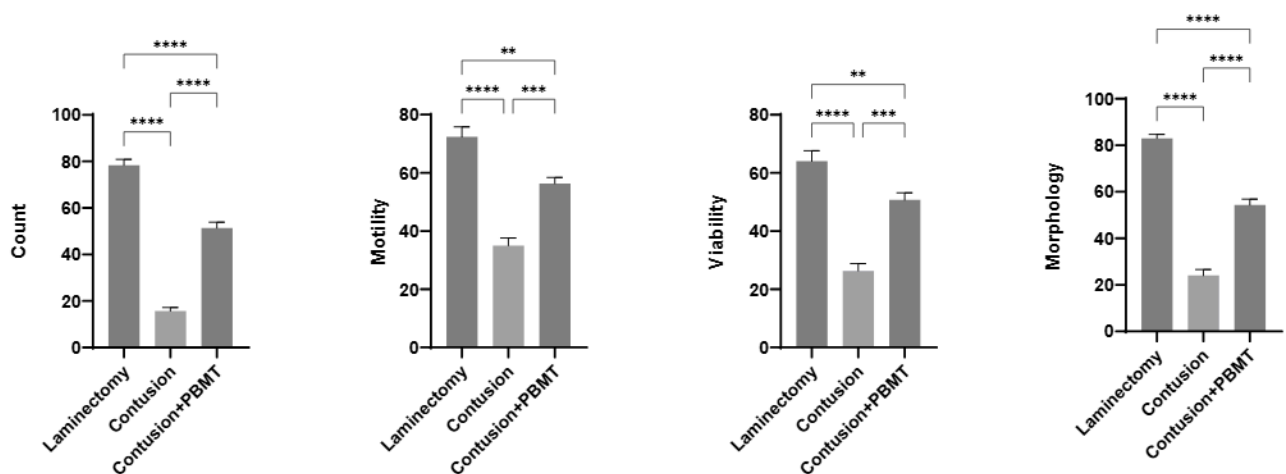 ****
****
****
Count
100
80
60
40
20
0
Laminectomy
Contusion
Contusion+PBMT
**
****
***
Motility
80
60
40
20
0
Laminectomy
Contusion
Contusion+PBMT
**
****
***
Viability
80
60
40
20
0
Laminectomy
Contusion
Contusion+PBMT
****
****
****
Morphology
100
80
60
40
20
0
Laminectomy
Contusion
Contusion+PBMT